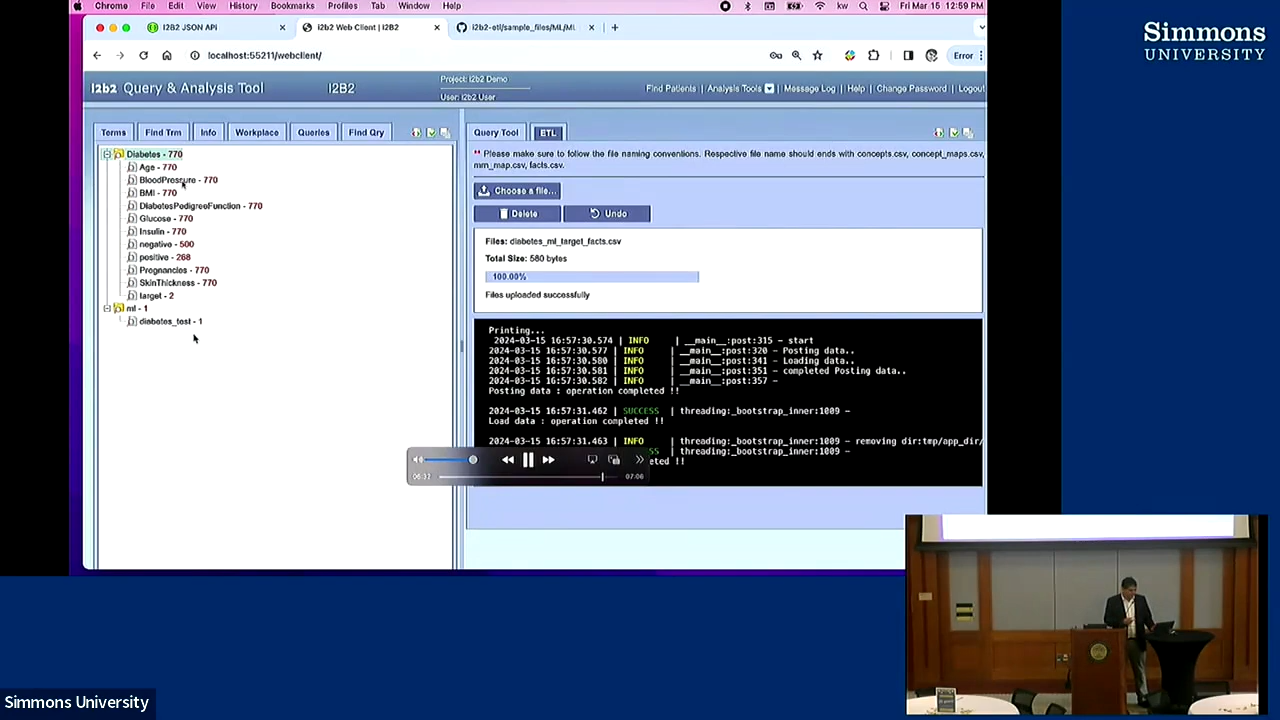 Chrome File Edit View History Bookmarks Profiles Tab Window Help kw Fri Mar 15 12:59 PM
I2B2 JSON API
i2b2 Web Client | I2B2
i2b2-etl/sample_files/ML/ML
localhost:55211/webclient/
Error
i2b2 Query & Analysis Tool
I2B2
Project: i2b2 Demo
User: i2b2 User
Find Patients | Analysis Tools | Message Log | Help | Change Password | Logout
Terms Find Trm Info Workplace Queries Find Qry
Diabetes - 770
Age - 770
BloodPressure - 770
BMI - 770
DiabetesPedigreeFunction - 770
Glucose - 770
Insulin - 770
negative - 500
positive - 268
Pregnancies - 770
SkinThickness - 770
target - 2
ml - 1
diabetes_test - 1
Query Tool ETL
** Please make sure to follow the file naming conventions. Respective file name should ends with concepts.csv, concept_maps.csv,
mrn_map.csv, facts.csv.
Choose a file...
Delete Undo
Files: diabetes_ml_target_facts.csv
Total Size: 580 bytes
100.00%
Files uploaded successfully
Printing...
2024-03-15 16:57:30.574 | INFO | __main__:post:315 - start
2024-03-15 16:57:30.577 | INFO | __main__:post:320 - Posting data..
2024-03-15 16:57:30.580 | INFO | __main__:post:341 - Loading data..
2024-03-15 16:57:30.581 | INFO | __main__:post:351 - completed Posting data..
2024-03-15 16:57:30.582 | INFO | __main__:post:357 -
Posting data : operation completed !!
2024-03-15 16:57:31.462 | SUCCESS | threading:_bootstrap_inner:1009 -
Load data : operation completed !!
2024-03-15 16:57:31.463 | INFO | threading:_bootstrap_inner:1009 - removing dir:tmp/app_dir/
SS | threading:_bootstrap_inner:1009 -
eted !!
06:32 07:06
Simmons
UNIVERSITY
Simmons University